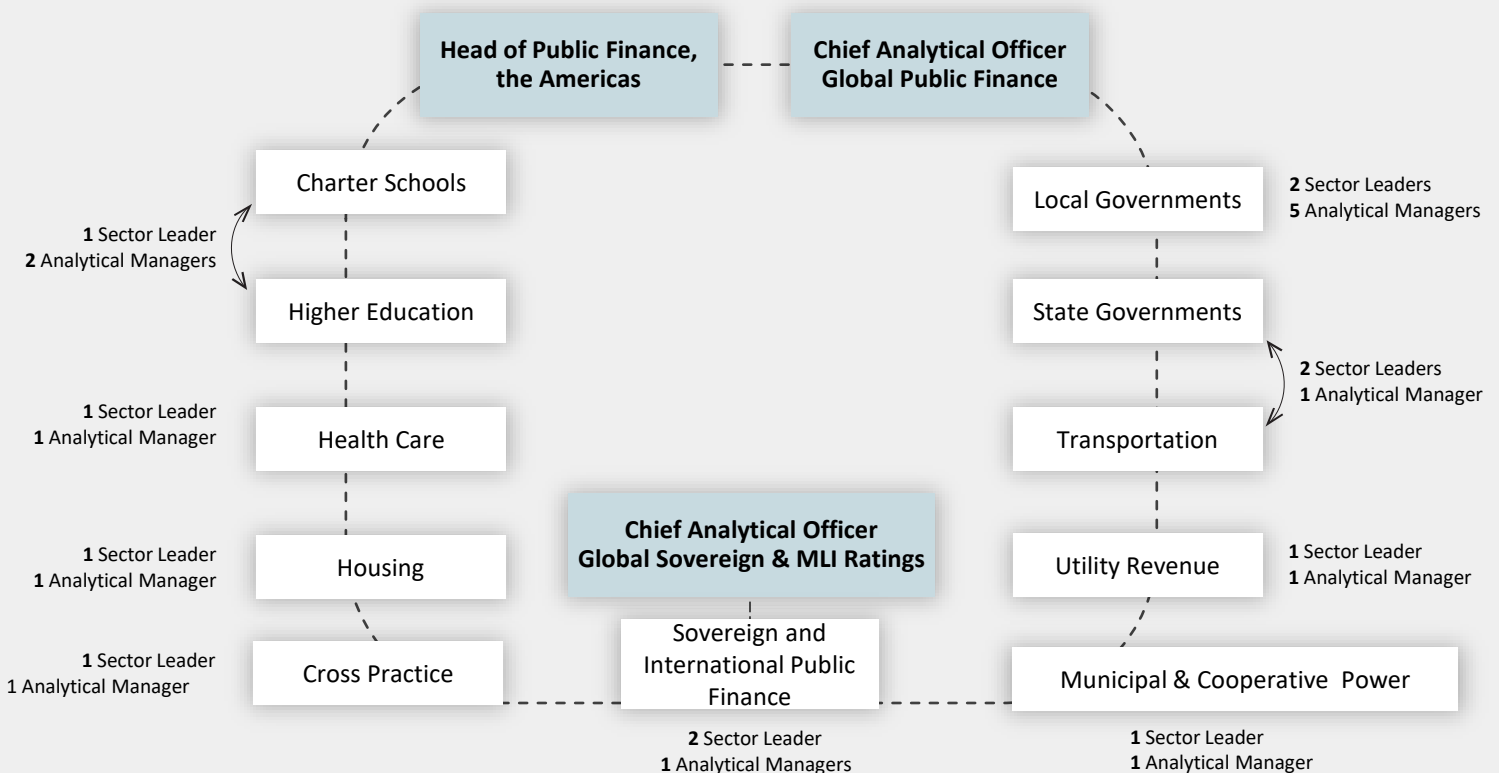 Head of Public Finance,
the Americas
Chief Analytical Officer
Global Public Finance
Charter Schools
1 Sector Leader
2 Analytical Managers
Higher Education
1 Sector Leader
1 Analytical Manager
Health Care
1 Sector Leader
1 Analytical Manager
Housing
1 Sector Leader
1 Analytical Manager
Cross Practice
Chief Analytical Officer
Global Sovereign & MLI Ratings
Sovereign and
International Public
Finance
2 Sector Leader
1 Analytical Managers
Local Governments
2 Sector Leaders
5 Analytical Managers
State Governments
2 Sector Leaders
1 Analytical Manager
Transportation
Utility Revenue
1 Sector Leader
1 Analytical Manager
Municipal & Cooperative Power
1 Sector Leader
1 Analytical Manager